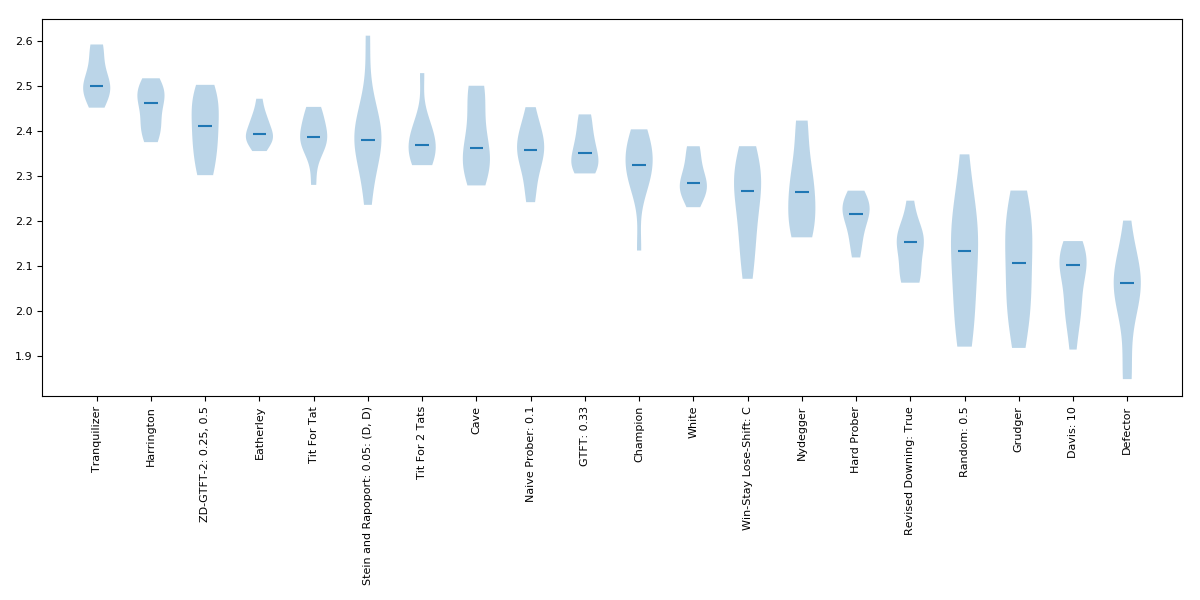 2.6
2.5
2.4
2.3
2.2
2.1
2.0
1.9
Tranquilizer
Harrington
ZD-GTFT-2: 0.25, 0.5
Eatherley
Tit For Tat
Stein and Rapoport: 0.05: (D, D)
Tit For 2 Tats
Cave
Naive Prober: 0.1
GTFT: 0.33
Champion
White
Win-Stay Lose-Shift: C
Nydegger
Hard Prober
Revised Downing: True
Random: 0.5
Grudger
Davis: 10
Defector